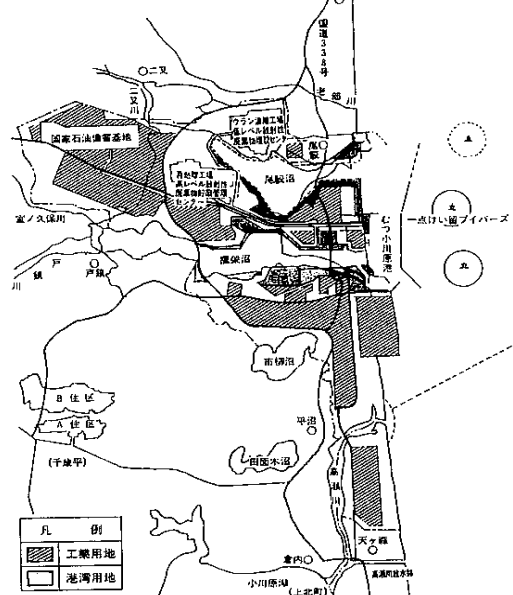 国道338号
老部川
二又
二又川
国家石油備蓄基地
ウラン濃縮工場
低レベル放射性
廃棄物埋設センター
尾駮
尾駮沼
再処理工場
高レベル放射性
廃棄物貯蔵管理
センター
室ノ久保川
戸鎖
戸鎖川
鷹架沼
むつ小川原港
一点けい留ブイバーズ
市柳沼
B住区
A住区
(千歳平)
平沼
田面木沼
高瀬川
天ヶ森
倉内
小川原湖
(上北町)
高瀬川放水路
凡例
工業用地
港湾用地